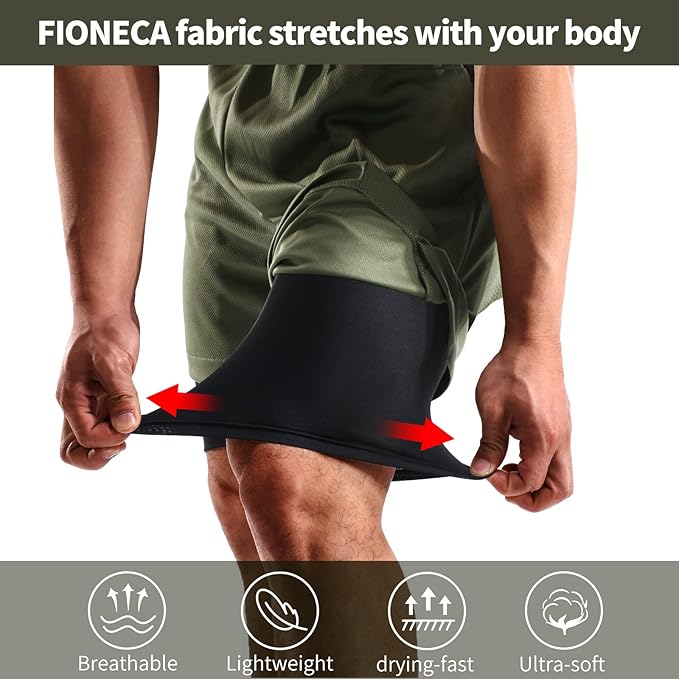 FIONECA fabric stretches with your body
Breathable
Lightweight
drying-fast
Ultra-soft